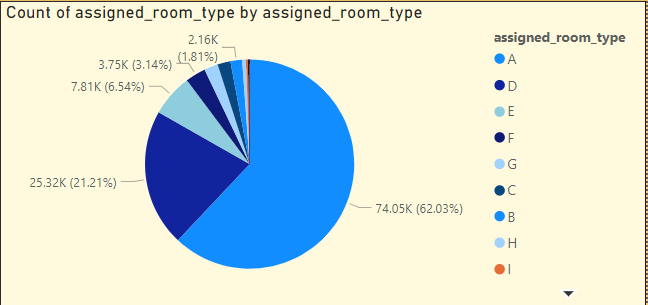 Count of assigned_room_type by assigned_room_type
assigned_room_type
2.16K
(1.81%)
3.75K (3.14%)
7.81K (6.54%)
25.32K (21.21%)
74.05K (62.03%)
A
D
E
F
G
C
B
H
I